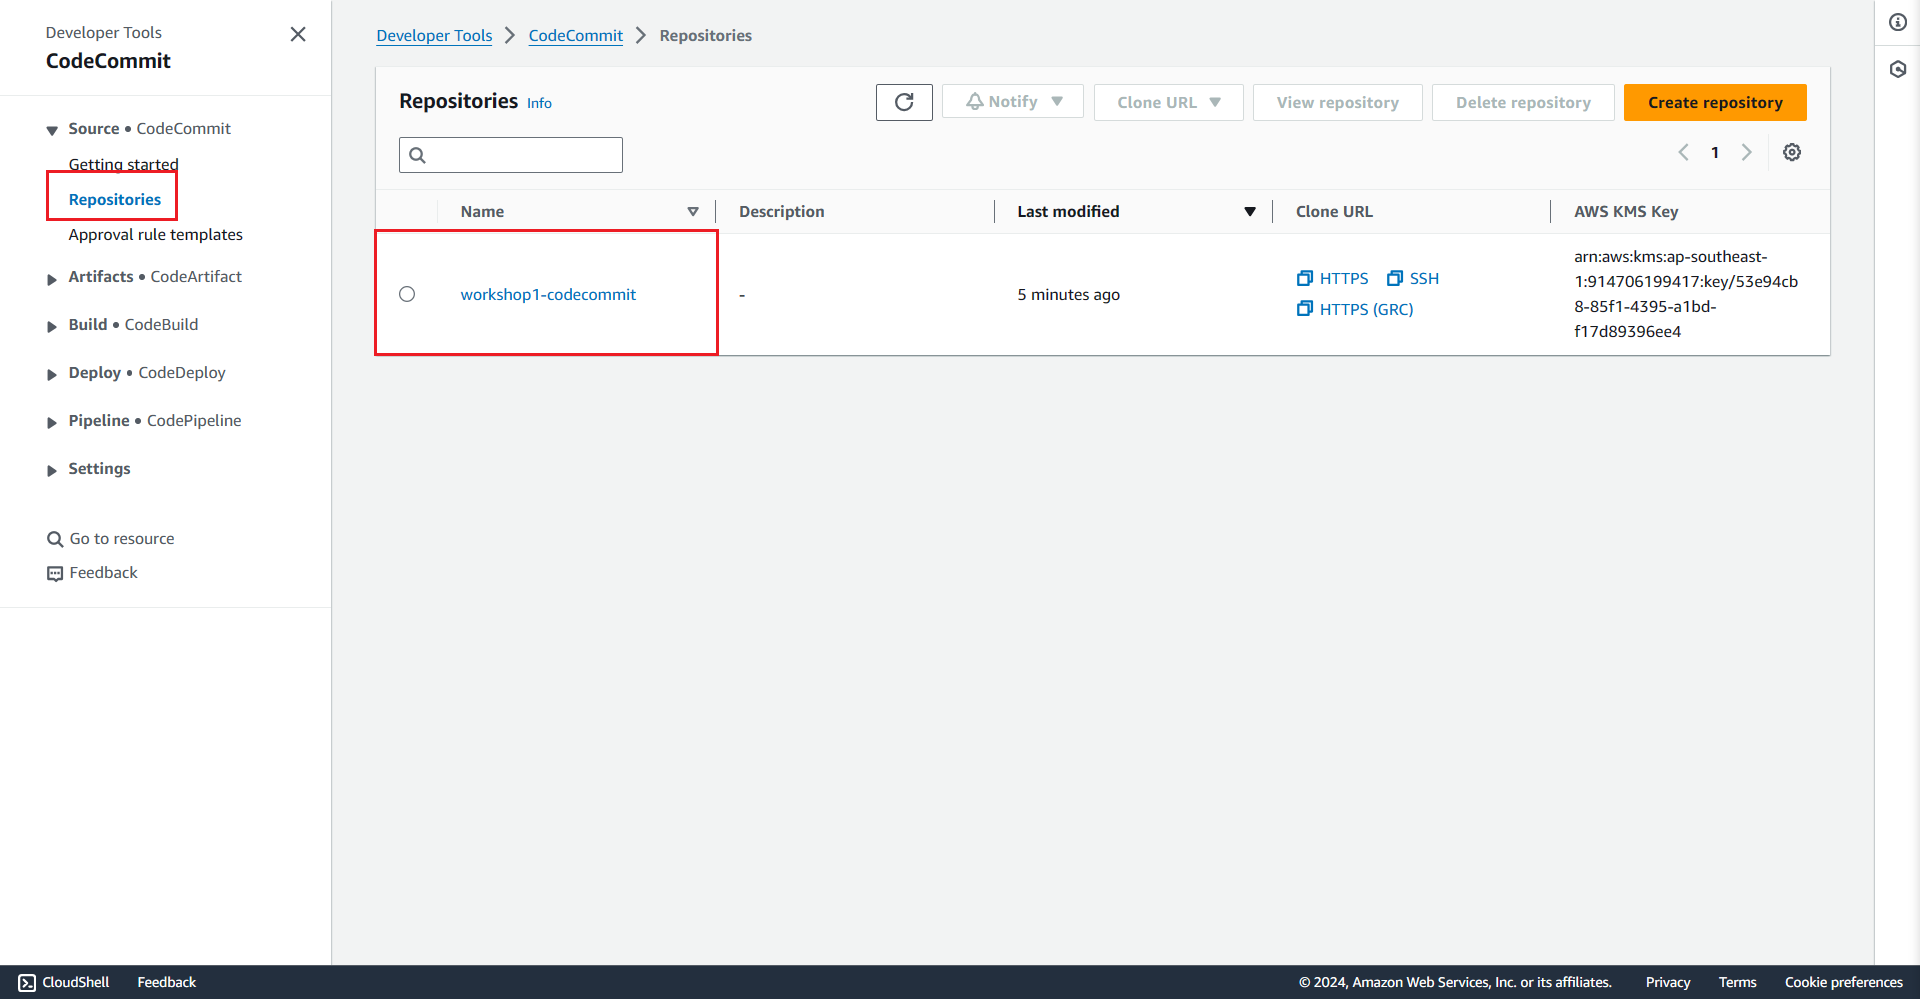 Developer Tools
CodeCommit
Source • CodeCommit
Getting started
Repositories
Approval rule templates
Artifacts • CodeArtifact
Build • CodeBuild
Deploy • CodeDeploy
Pipeline • CodePipeline
Settings
Go to resource
Feedback
Developer Tools > CodeCommit > Repositories
Repositories Info
Notify
Clone URL
View repository
Delete repository
Create repository
1
Name Description Last modified Clone URL AWS KMS Key
workshop1-codecommit - 5 minutes ago
HTTPS SSH
HTTPS (GRC)
arn:aws:kms:ap-southeast-
1:914706199417:key/53e94cb
8-85f1-4395-a1bd-
f17d89396ee4
CloudShell Feedback © 2024, Amazon Web Services, Inc. or its affiliates. Privacy Terms Cookie preferences